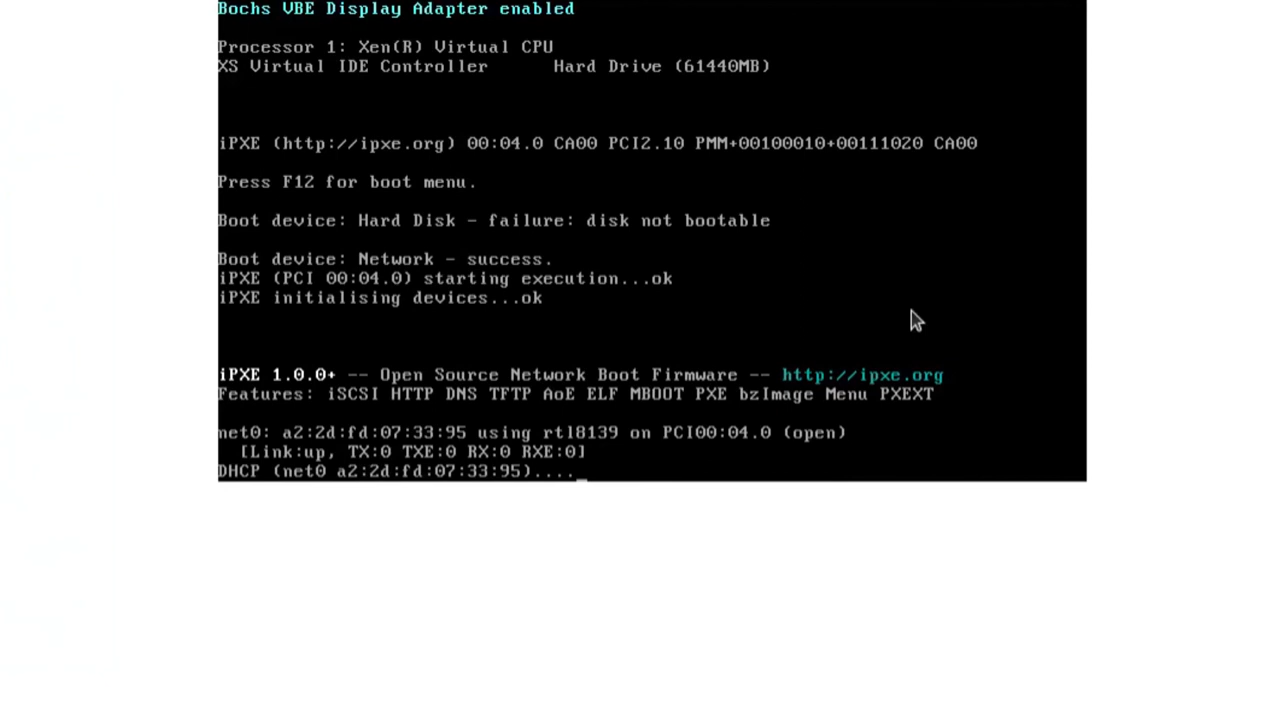 Bochs VBE Display Adapter enabled
Processor 1: Xen(R) Virtual CPU
XS Virtual IDE Controller Hard Drive (61440MB)
iPXE (http://ipxe.org) 00:04.0 CA00 PCI2.10 PMM+00100010+00111020 CA00
Press F12 for boot menu.
Boot device: Hard Disk - failure: disk not bootable
Boot device: Network - success.
iPXE (PCI 00:04.0) starting execution...ok
iPXE initialising devices...ok
iPXE 1.0.0+ -- Open Source Network Boot Firmware -- http://ipxe.org
Features: iSCSI HTTP DNS TFTP AoE ELF MBOOT PXE bzImage Menu PXEXT
net0: a2:2d:fd:07:33:95 using rtl8139 on PCI00:04.0 (open)
[Link:up, TX:0 TXE:0 RX:0 RXE:0]
DHCP (net0 a2:2d:fd:07:33:95)...._